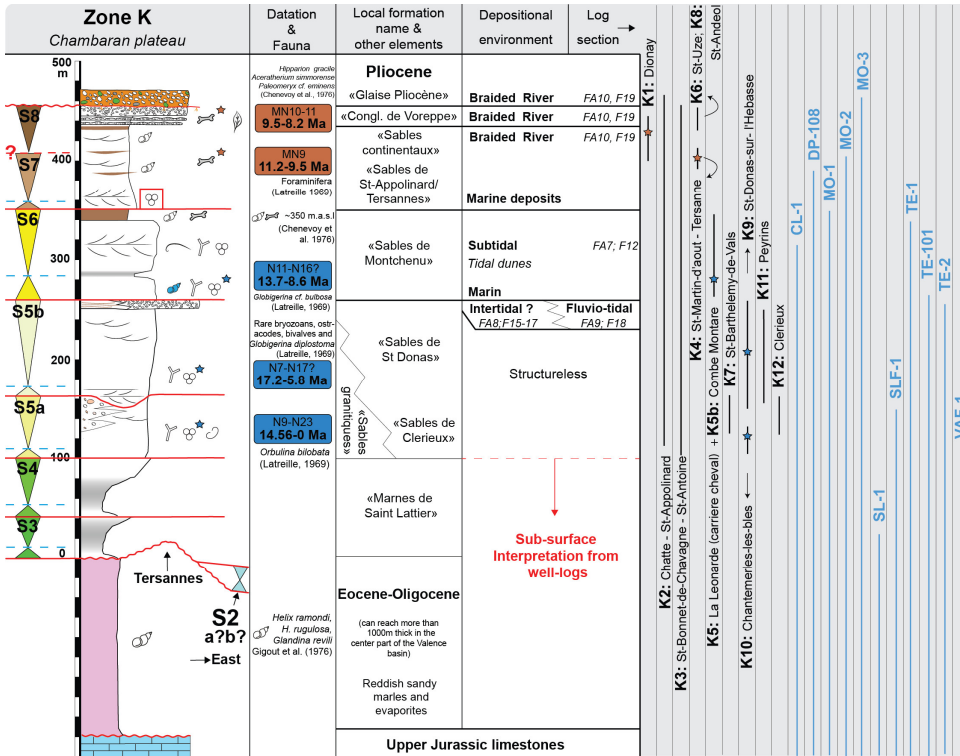 Zone K
Chambaran plateau
Datation
&
Fauna
Local formation
name &
other elements
Depositional
environment
Log
section
500
m
400
300
200
100
0
S8
?
S7
S6
S5b
S5a
S4
S3
Tersannes
S2
a?b?
East
Hipparion gracile
Aceratherium simmorense
Paleomeryx cf. eminens
(Chenevoy et al., 1976)
MN10-11
9.5-8.2 Ma
MN9
11.2-9.5 Ma
Foraminifera
(Latreille 1969)
~350 m.a.s.l
(Chenevoy et
al. 1976)
N11-N16?
13.7-8.6 Ma
Globigerina cf. bulbosa
(Latreille, 1969)
Rare bryozoans, ost-
racodes, bivalves and
Globigerina diplostoma
(Latreille, 1969)
N7-N17?
17.2-5.8 Ma
N9-N23
14.56-0 Ma
Orbulina bilobata
(Latreille, 1969)
Helix ramondi,
H. rugulosa,
Glandina revili
Gigout et al. (1976)
Pliocene
«Glaise Pliocène»
«Congl. de Voreppe»
«Sables
continentaux»
«Sables de
St-Appolinard/
Tersannes»
«Sables de
Montchenu»
«Sables de
St Donas»
«Sables
granitiques»
«Sables de
Clerieux»
«Marnes de
Saint Lattier»
Eocene-Oligocene
(can reach more than
1000m thick in the
center part of the Valence
basin)
Reddish sandy
marles and
evaporites
Upper Jurassic limestones
Braided River FA10, F19
Braided River FA10, F19
Braided River FA10, F19
Marine deposits
Subtidal FA7; F12
Tidal dunes
Marin
Intertidal ?
FA8;F15-17
Fluvio-tidal
FA9; F18
Structureless
Sub-surface
Interpretation from
well-logs
K1: Dionay
K2: Chatte - St-Appolinard
K3: St-Bonnet-de-Chavagne - St-Antoine
K4: St-Martin-d'aout - Tersanne
K6: St-Uze; K8:
St-Andeol
K5: La Leonarde (carriere cheval) + K5b: Combe Montare
K7: St-Barthelemy-de-Vals
K10: Chantemerles-les-bles
K9: St-Donas-sur- l'Hebasse
K11: Peyrins
K12: Clerieux
CL-1
DP-108
MO-1
MO-2
MO-3
SL-1
SLF-1
TE-1
TE-101
TE-2